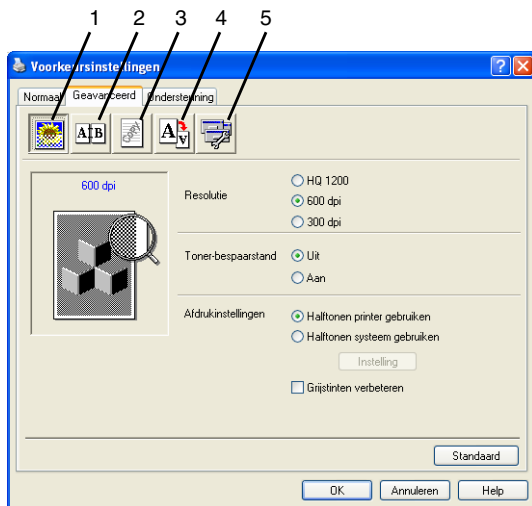 1 2 3 4 5
Voorkeursinstellingen
Normaal Geavanceerd Ondersteuning
A B COPY A V
600 dpi
Resolutie
HQ 1200
600 dpi
300 dpi
Toner-bespaarstand
Uit
Aan
Afdrukinstellingen
Halftonen printer gebruiken
Halftonen systeem gebruiken
Instelling
Grijstinten verbeteren
Standaard
OK Annuleren Help